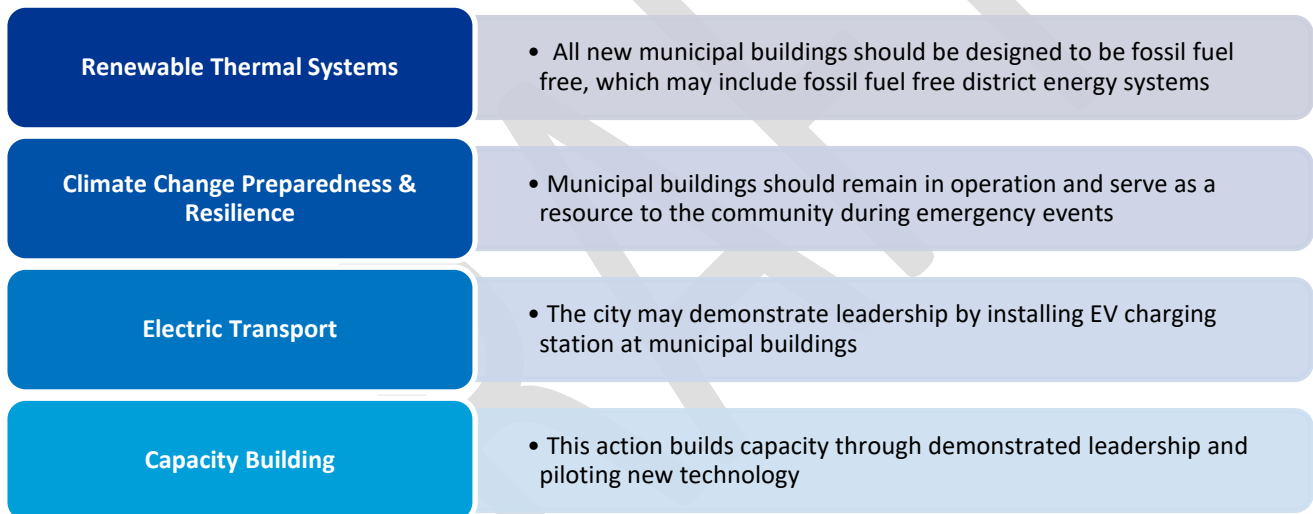 Renewable Thermal Systems
• All new municipal buildings should be designed to be fossil fuel
free, which may include fossil fuel free district energy systems
Climate Change Preparedness &
Resilience
• Municipal buildings should remain in operation and serve as a
resource to the community during emergency events
Electric Transport
• The city may demonstrate leadership by installing EV charging
station at municipal buildings
Capacity Building
• This action builds capacity through demonstrated leadership and
piloting new technology